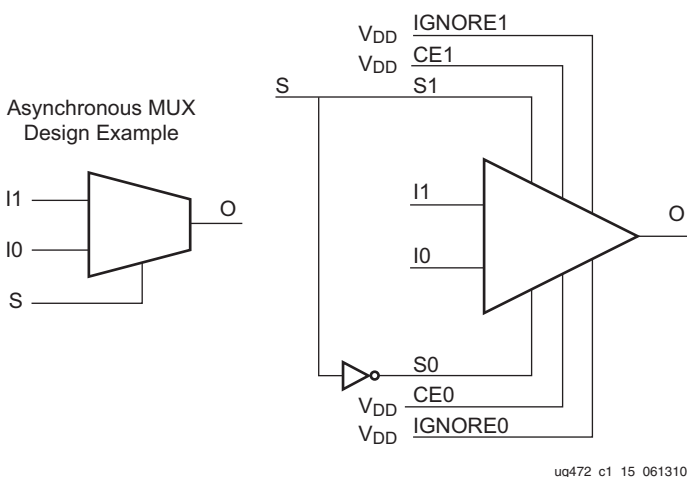 Asynchronous MUX
Design Example
I1
I0
S
O
VDD IGNORE1
VDD CE1
S S1
I1
I0
O
S0
VDD CE0
VDD IGNORE0
ug472_c1_15_061310